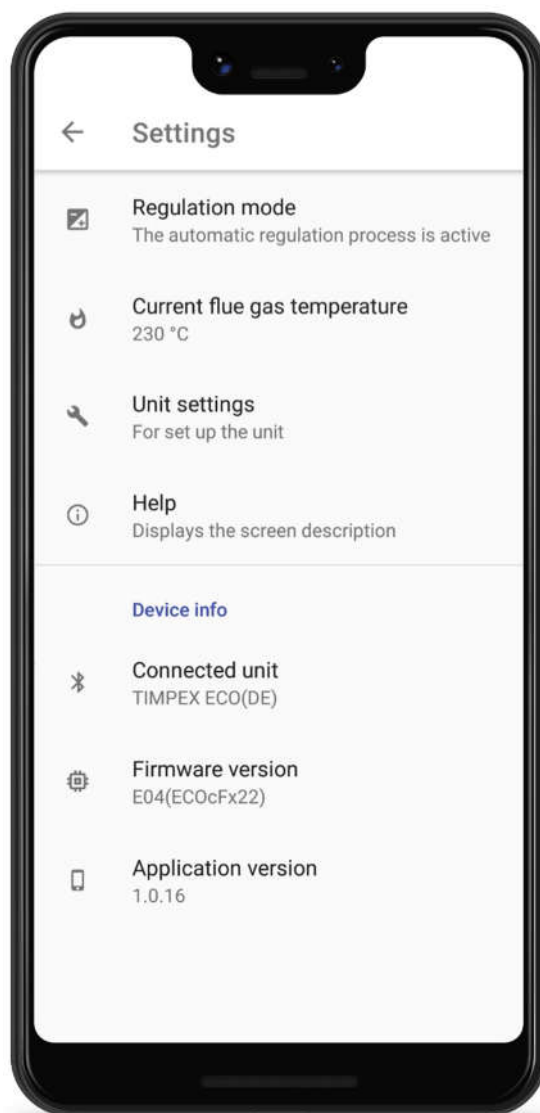 Settings
Regulation mode
The automatic regulation process is active
Current flue gas temperature
230 °C
Unit settings
For set up the unit
Help
Displays the screen description
Device info
Connected unit
TIMPEX ECO(DE)
Firmware version
E04(ECOcFx22)
Application version
1.0.16